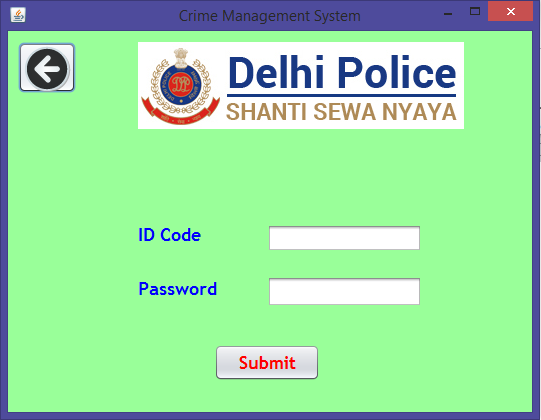 Crime Management System
Delhi Police
SHANTI SEWA NYAYA
ID Code
Password
Submit